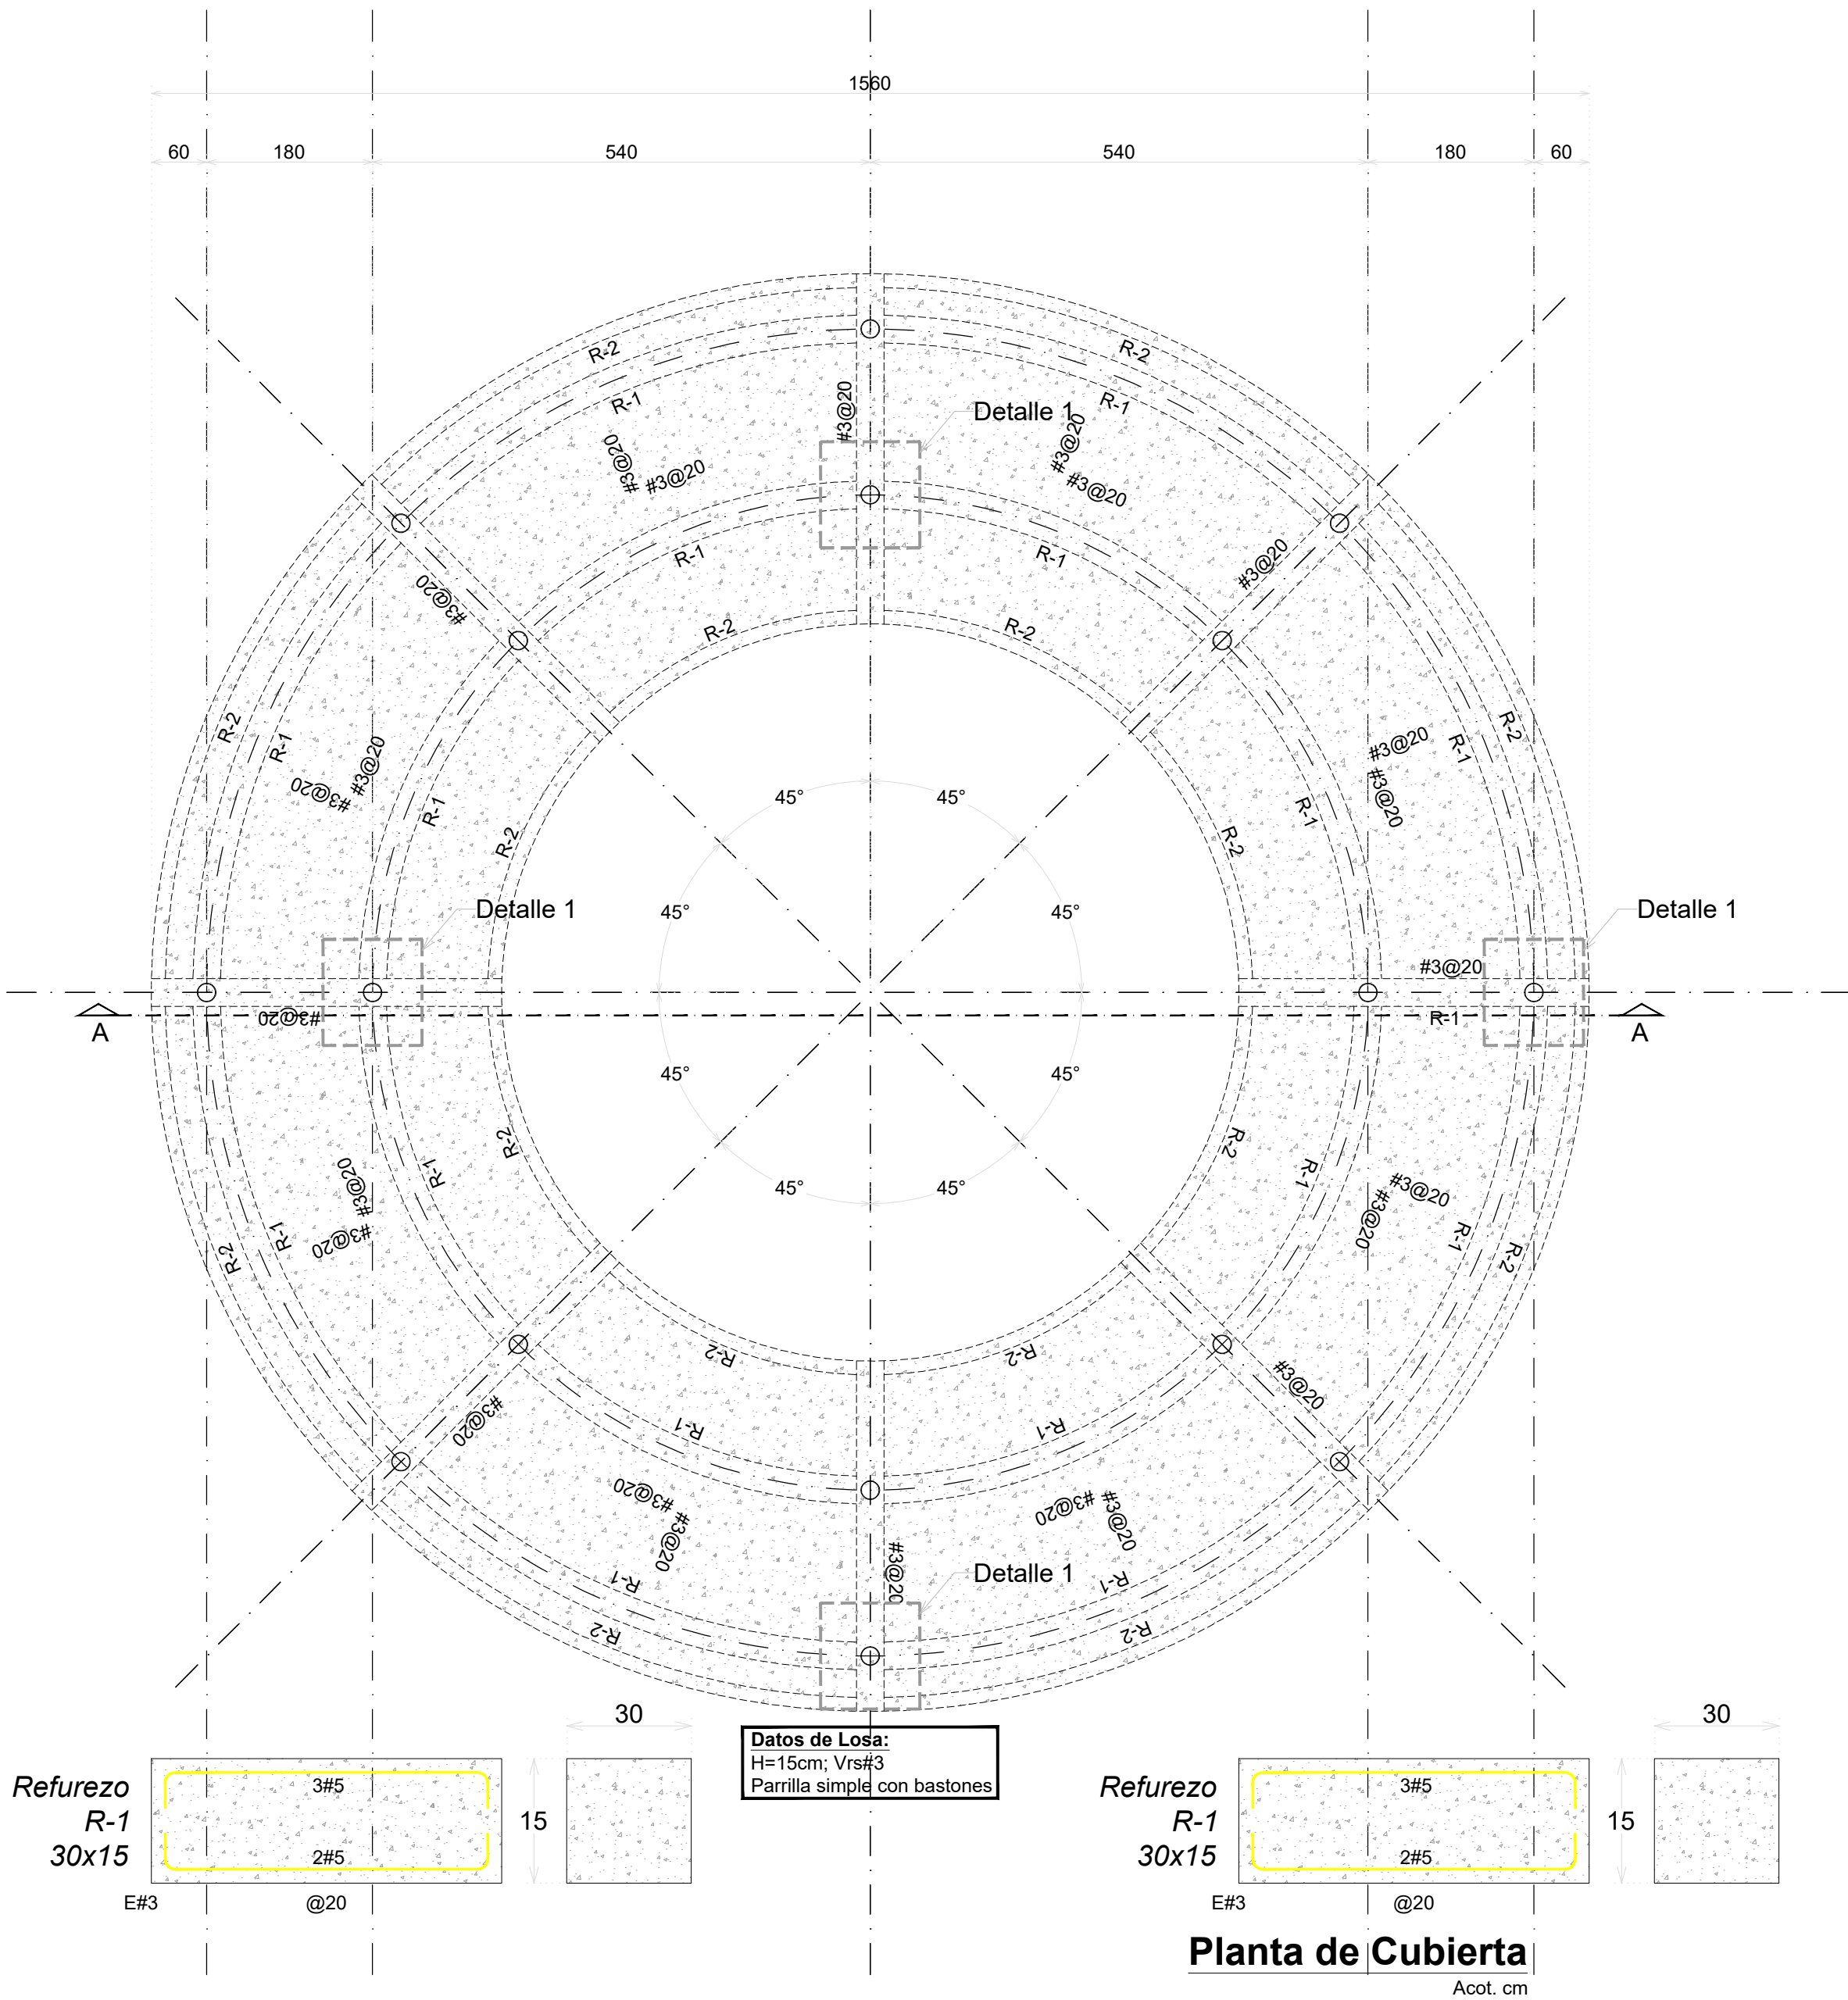 1560
60
180
540
540
180
60
R-2
R-2
R-1
R-1
#3@20
Detalle 1
#3@20
#3@20
#3@20
#3@20
R-1
R-1
#3@20
#3@20
R-2
R-2
R-2
R-1
#3@20
#3@20
R-1
R-2
#3@20
#3@20
R-1
R-2
R-1
R-2
45°
45°
Detalle 1
45°
45°
Detalle 1
#3@20
#3@20
R-1
A
A
45°
45°
R-2
R-1
#3@20
#3@20
R-1
R-2
45°
45°
R-2
R-1
#3@20
#3@20
R-1
R-2
R-2
R-2
#3@20
#3@20
R-1
R-1
#3@20
#3@20
#3@20
#3@20
#3@20
Detalle 1
R-1
R-1
R-2
R-2
30
30
Datos de Losa:
H=15cm; Vrs#3
Parrilla simple con bastones
Refurezo
R-1
30x15
3#5
2#5
15
E#3
@20
Refurezo
R-1
30x15
3#5
2#5
15
E#3
@20
Planta de Cubierta
Acot. cm